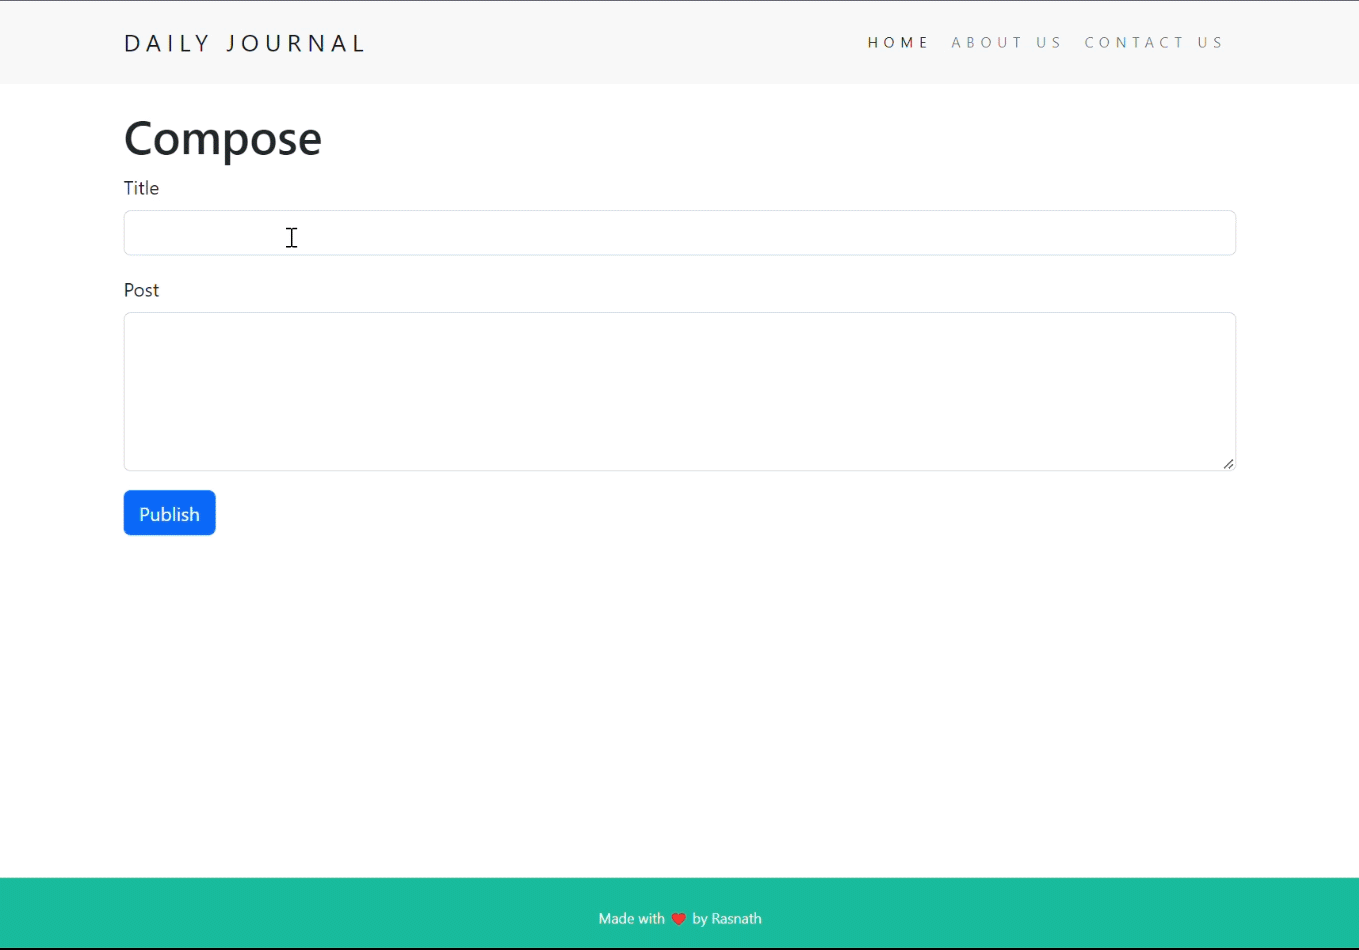 DAILY JOURNAL
HOME ABOUT US CONTACT US
Compose
Title
Post
Publish
Made with ❤️ by Rasnath